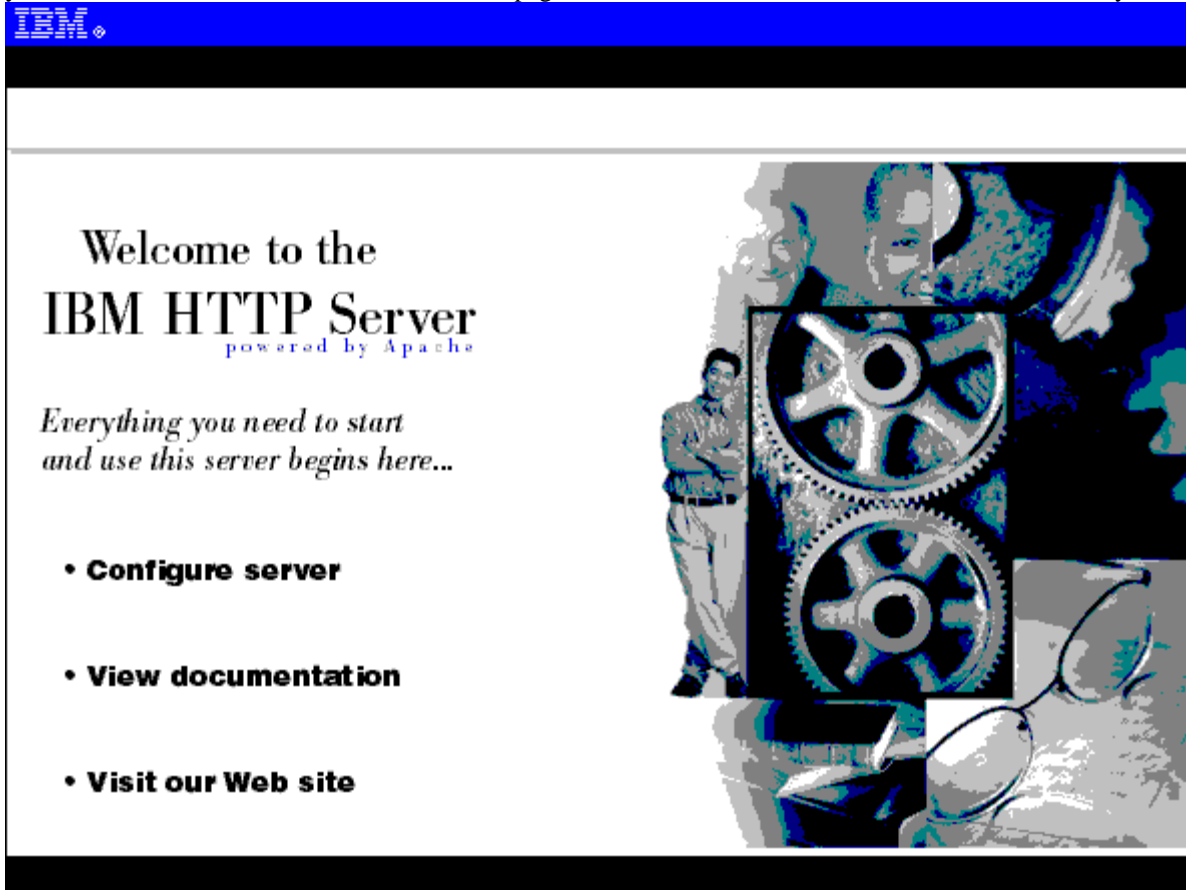 IBM®
Welcome to the
IBM HTTP Server
powered by Apache
Everything you need to start
and use this server begins here...
• Configure server
• View documentation
• Visit our Web site